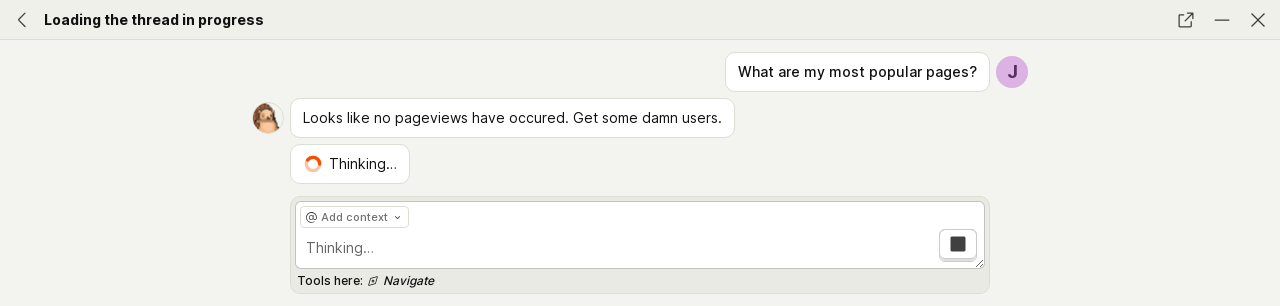 Loading the thread in progress
What are my most popular pages?
J
Looks like no pageviews have occured. Get some damn users.
Thinking...
@ Add context
Thinking...
Tools here: Navigate